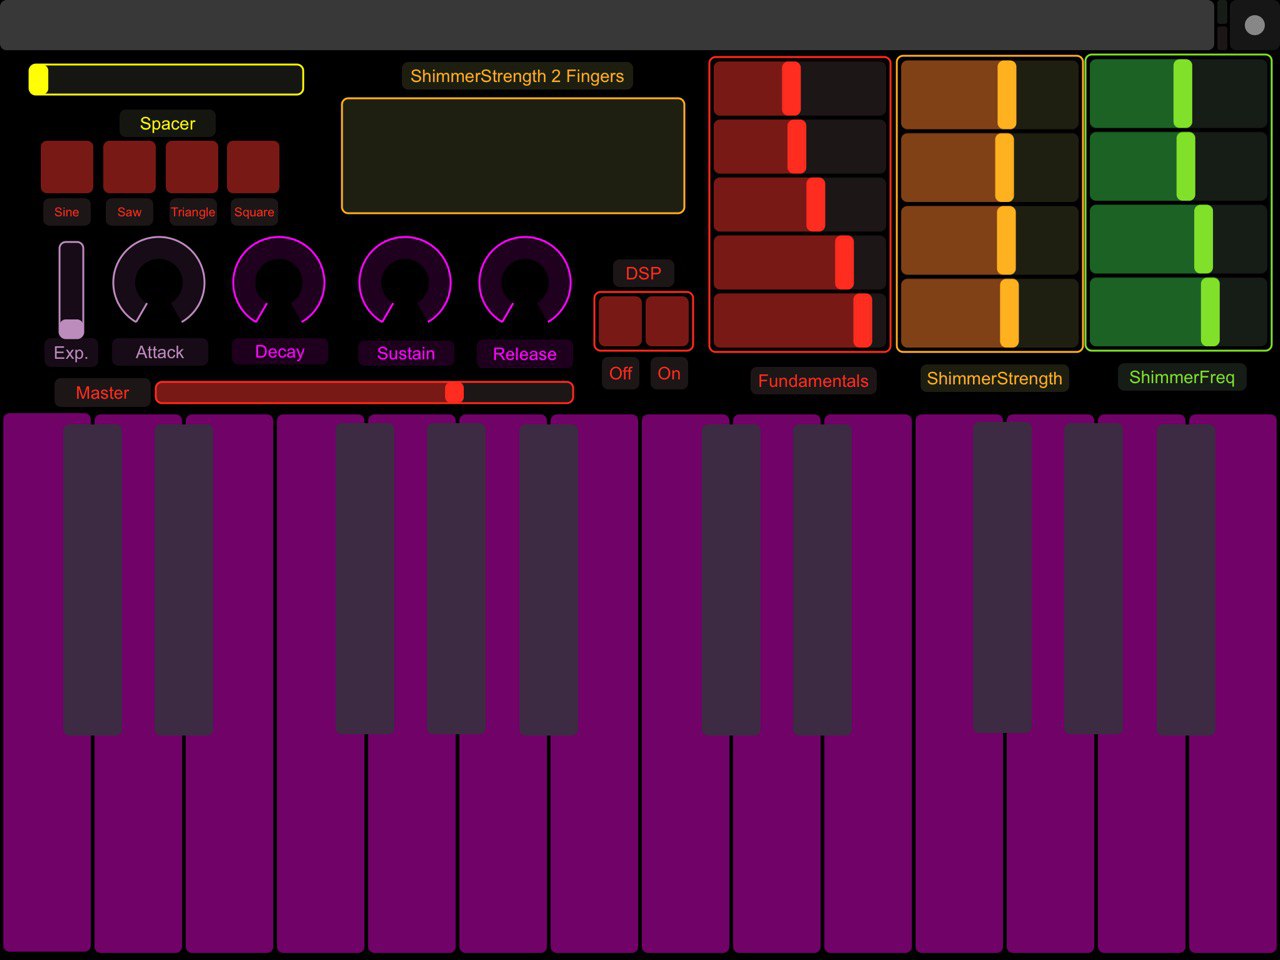 ShimmerStrength 2 Fingers
Spacer
Sine
Saw
Triangle
Square
DSP
Exp.
Attack
Decay
Sustain
Release
Off
On
Fundamentals
ShimmerStrength
ShimmerFreq
Master